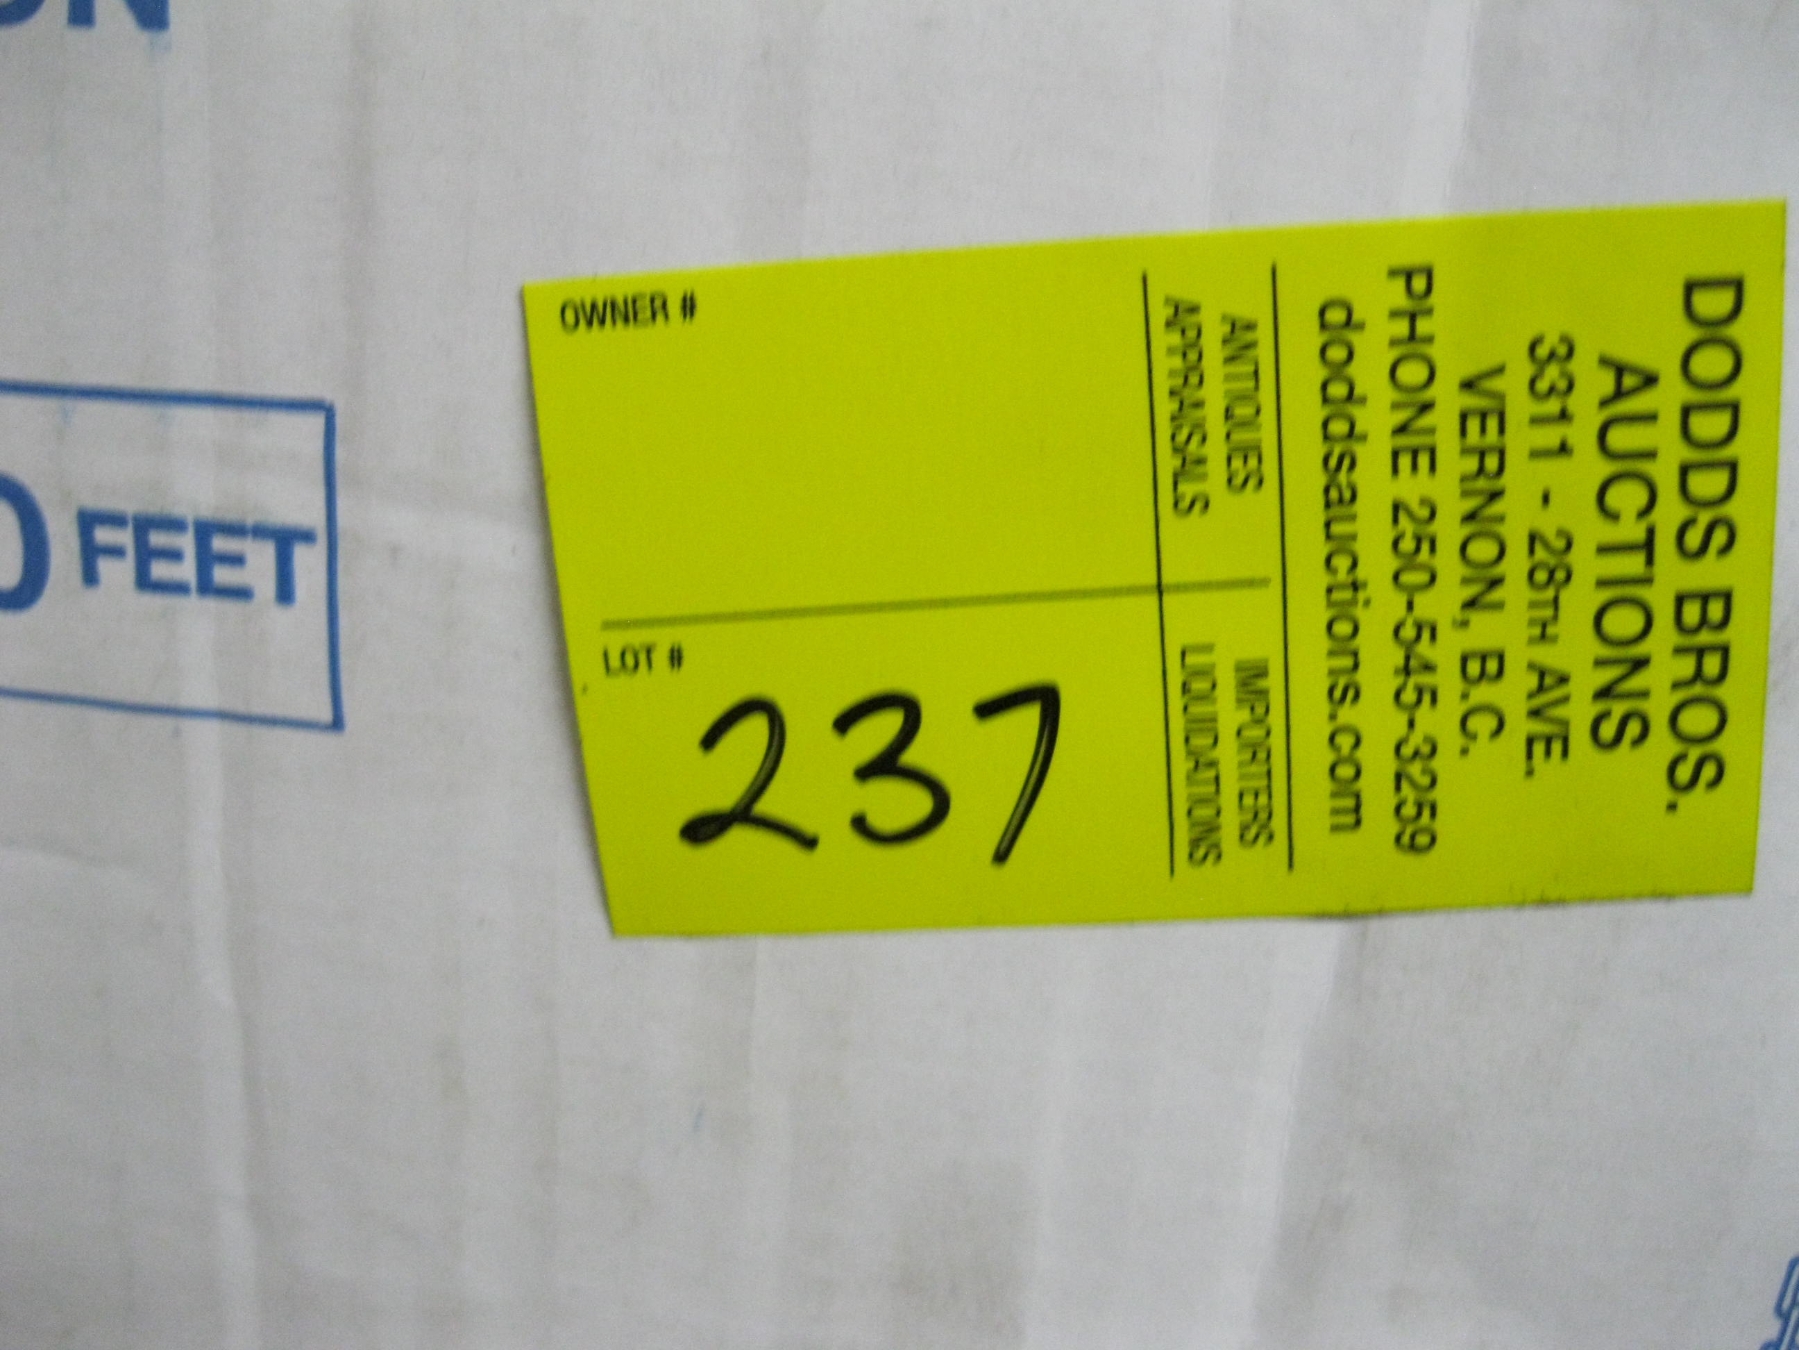 DODDS BROS.
AUCTIONS
3311 - 28TH AVE.
VERNON, B.C.
PHONE 250-545-3259
doddsauctions.com
ANTIQUES IMPORTERS
APPRAISALS LIQUIDATIONS
OWNER #
LOT #
237
FEET